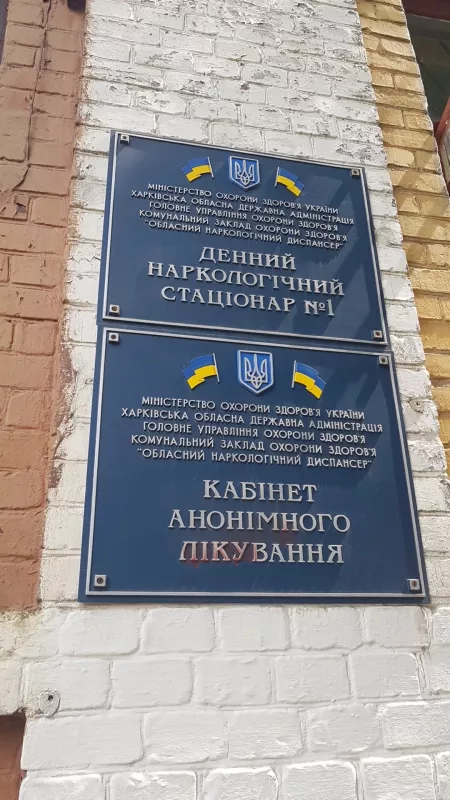 МІНІСТЕРСТВО ОХОРОНИ ЗДОРОВ'Я УКРАЇНИ
ХАРКІВСЬКА ОБЛАСНА ДЕРЖАВНА АДМІНІСТРАЦІЯ
ГОЛОВНЕ УПРАВЛІННЯ ОХОРОНИ ЗДОРОВ'Я
КОМУНАЛЬНИЙ ЗАКЛАД ОХОРОНИ ЗДОРОВ'Я
"ОБЛАСНИЙ НАРКОЛОГІЧНИЙ ДИСПАНСЕР"
ДЕННИЙ
НАРКОЛОГІЧНИЙ
СТАЦІОНАР №1
МІНІСТЕРСТВО ОХОРОНИ ЗДОРОВ'Я УКРАЇНИ
ХАРКІВСЬКА ОБЛАСНА ДЕРЖАВНА АДМІНІСТРАЦІЯ
ГОЛОВНЕ УПРАВЛІННЯ ОХОРОНИ ЗДОРОВ'Я
КОМУНАЛЬНИЙ ЗАКЛАД ОХОРОНИ ЗДОРОВ'Я
"ОБЛАСНИЙ НАРКОЛОГІЧНИЙ ДИСПАНСЕР"
КАБІНЕТ
АНОНІМНОГО
ЛІКУВАННЯ